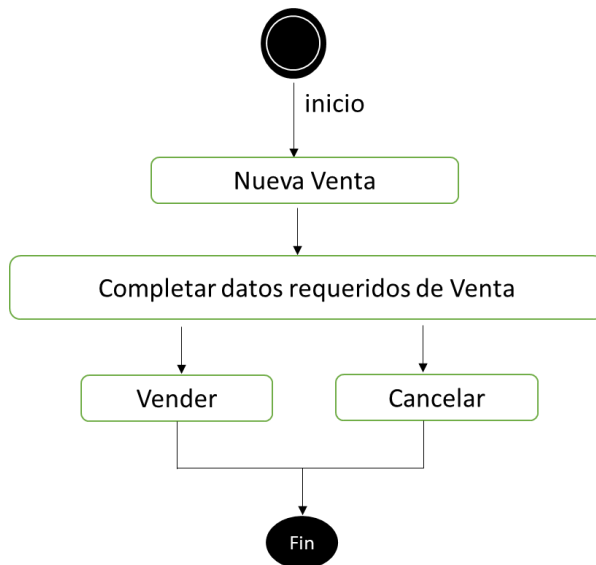 inicio
Nueva Venta
Completar datos requeridos de Venta
Vender
Cancelar
Fin